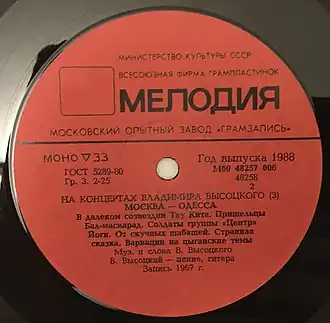 МИНИСТЕРСТВО КУЛЬТУРЫ СССР
ВСЕСОЮЗНАЯ ФИРМА ГРАМПЛАСТИНОК
МЕЛОДИЯ
МОСКОВСКИЙ ОПЫТНЫЙ ЗАВОД «ГРАМЗАПИСЬ»
МОНО ▽ 33
Год выпуска 1988
ГОСТ 5289-80
М60 48257 006
Гр. 3. 2-25
48258
2
НА КОНЦЕРТАХ ВЛАДИМИРА ВЫСОЦКОГО (3)
МОСКВА — ОДЕССА
В далеком созвездии Тау Кита. Пришельцы
Бал-маскарад. Солдаты группы «Центр»
Йоги. От скучных шабашей. Странная
сказка. Вариации на цыганские темы
Муз. и слова В. Высоцкого
В. Высоцкий — пение, гитара
Запись 1967 г.